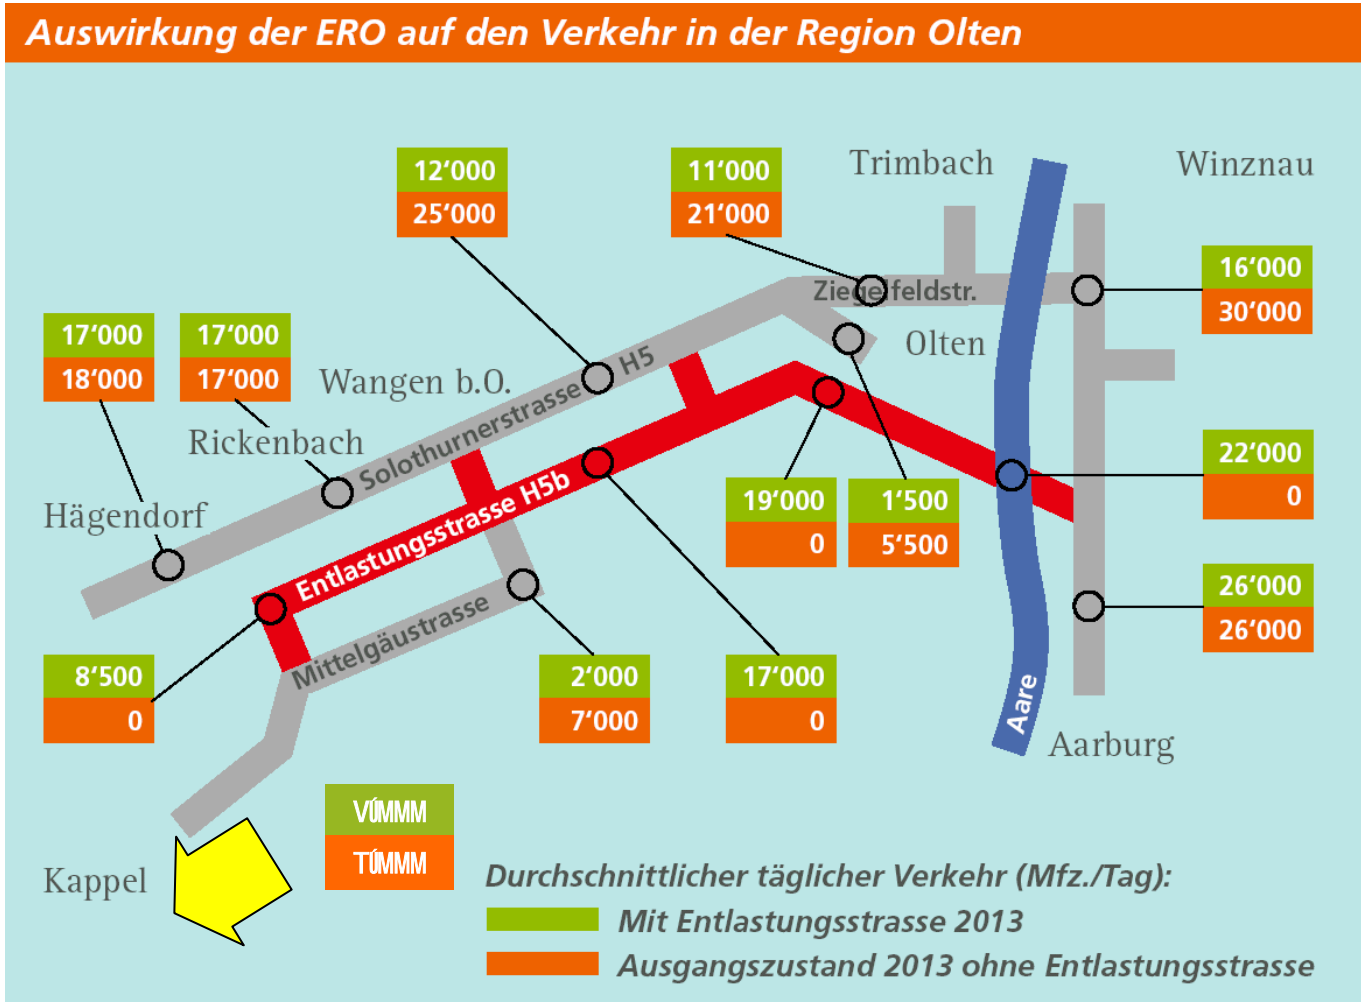 Auswirkung der ERO auf den Verkehr in der Region Olten
12‘000
25‘000
11‘000
21‘000
Trimbach
Winznau
16‘000
30‘000
17‘000
18‘000
17‘000
17‘000
Wangen b.O.
Rickenbach
Hägendorf
Solothurnerstrasse H5
Ziegelfeldstr.
Olten
Entlastungsstrasse H5b
Mittelgäustrasse
19‘000
0
1‘500
5‘500
22‘000
0
26‘000
26‘000
8‘500
0
2‘000
7‘000
17‘000
0
Aare
Aarburg
Kappel
VÚMMM
TÚMMM
Durchschnittlicher täglicher Verkehr (Mfz./Tag):
Mit Entlastungsstrasse 2013
Ausgangszustand 2013 ohne Entlastungsstrasse